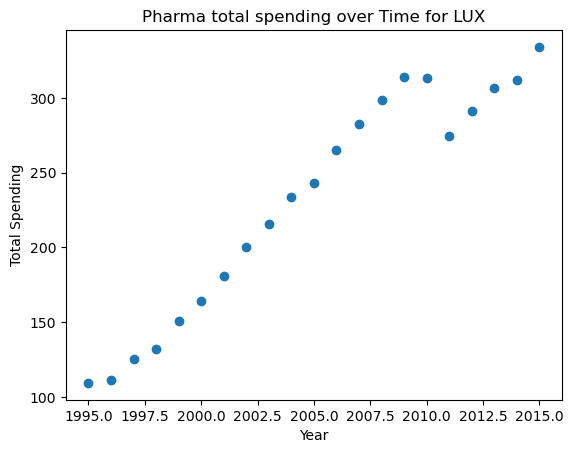 Pharma total spending over Time for LUX
Total Spending
300
250
200
150
100
1995.0 1997.5 2000.0 2002.5 2005.0 2007.5 2010.0 2012.5 2015.0
Year